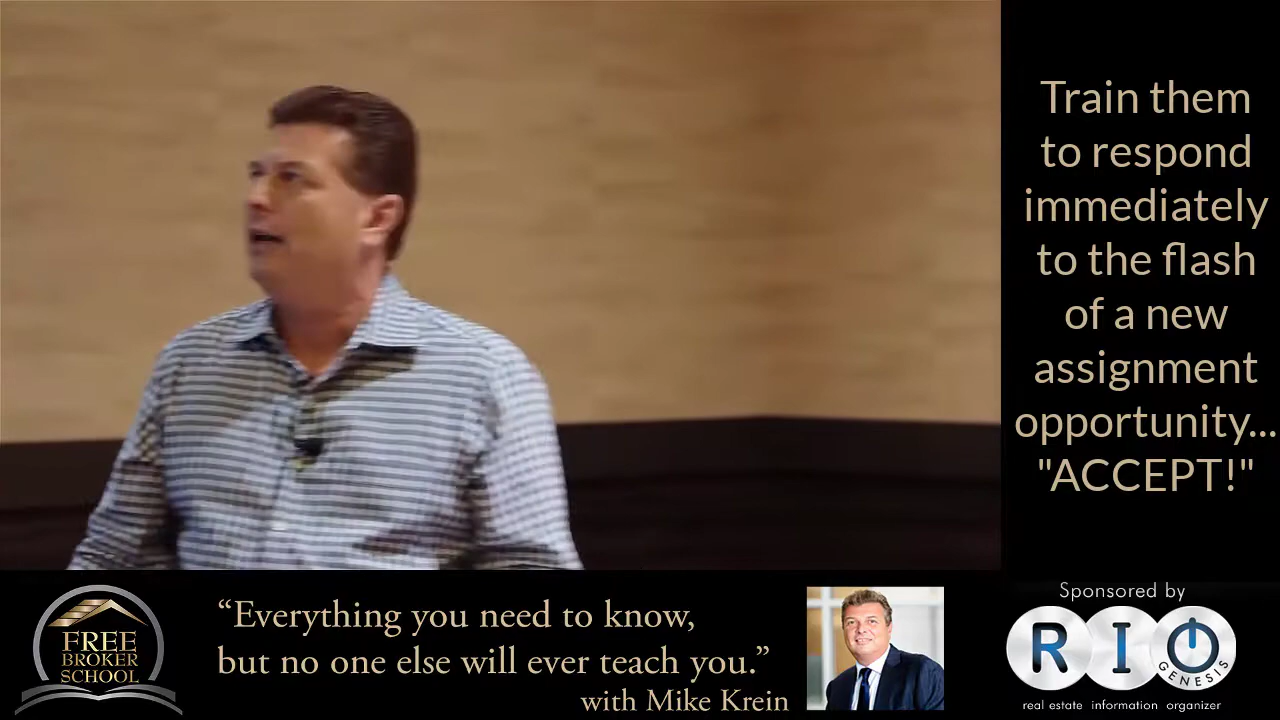 Train them
to respond
immediately
to the flash
of a new
assignment
opportunity...
"ACCEPT!"
FREE
BROKER
SCHOOL
“Everything you need to know,
but no one else will ever teach you.”
with Mike Krein
Sponsored by
RIO
GENESIS
real estate information organizer